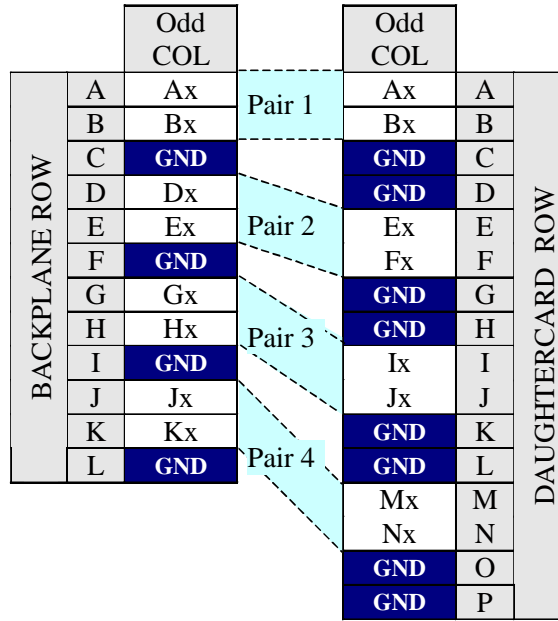 Odd Odd
COL COL
A Ax Pair 1 Ax A
B Bx Bx B
C GND GND C
D Dx GND D
E Ex Pair 2 Ex E
F GND Fx F
G Gx GND G
H Hx Pair 3 GND H
I GND Ix I
J Jx Jx J
K Kx GND K
L GND Pair 4 GND L
Mx M
Nx N
GND O
GND P
BACKPLANE ROW
DAUGHTERCARD ROW